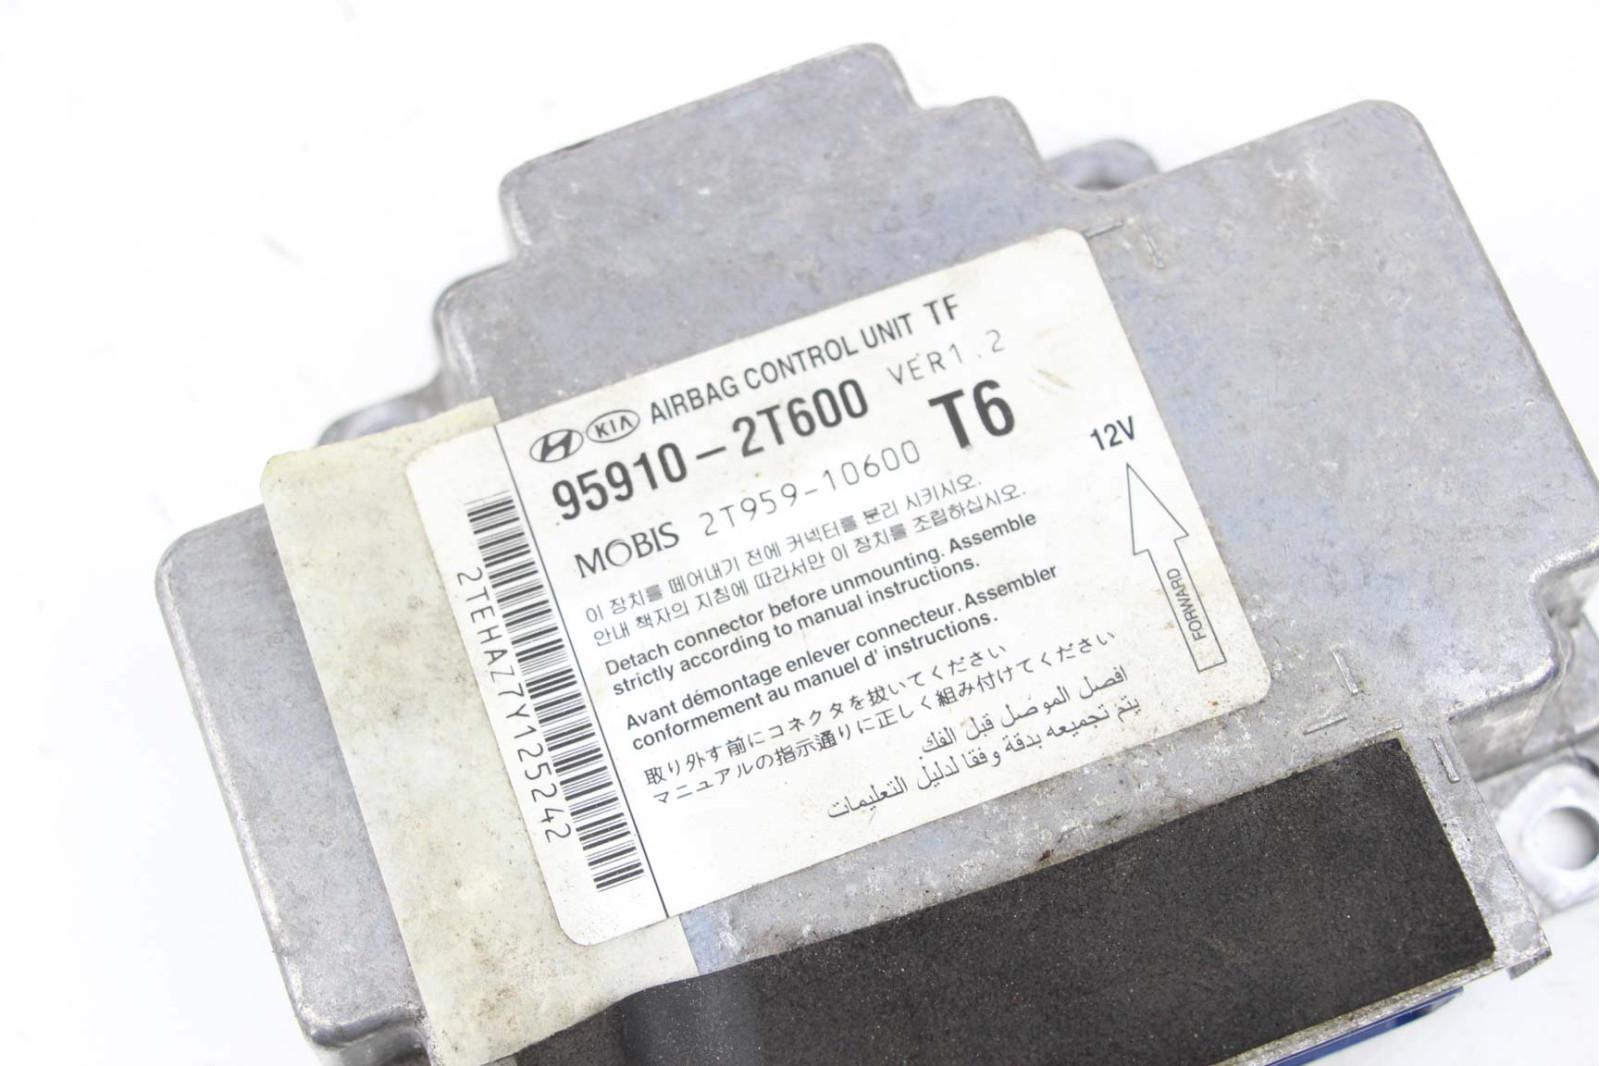 KIA AIRBAG CONTROL UNIT TF
95910-2T600 VER1.2
MOBIS 2T959-10600 T6
12V
이 장치를 떼어내기 전에 커넥터를 분리 시키시오.
안내 책자의 지침에 따라서만 이 장치를 조립하십시오.
Detach connector before unmounting. Assemble
strictly according to manual instructions.
Avant démontage enlever connecteur. Assembler
conformement au manuel d' instructions.
取り外す前にコネクタを抜いてください
マニュアルの指示通りに正しく組み付けてください
افصل الموصل قبل الفك
يتم تجميعه بدقة وفقا لدليل التعليمات
FORWARD
2TEHAZ7Y125242